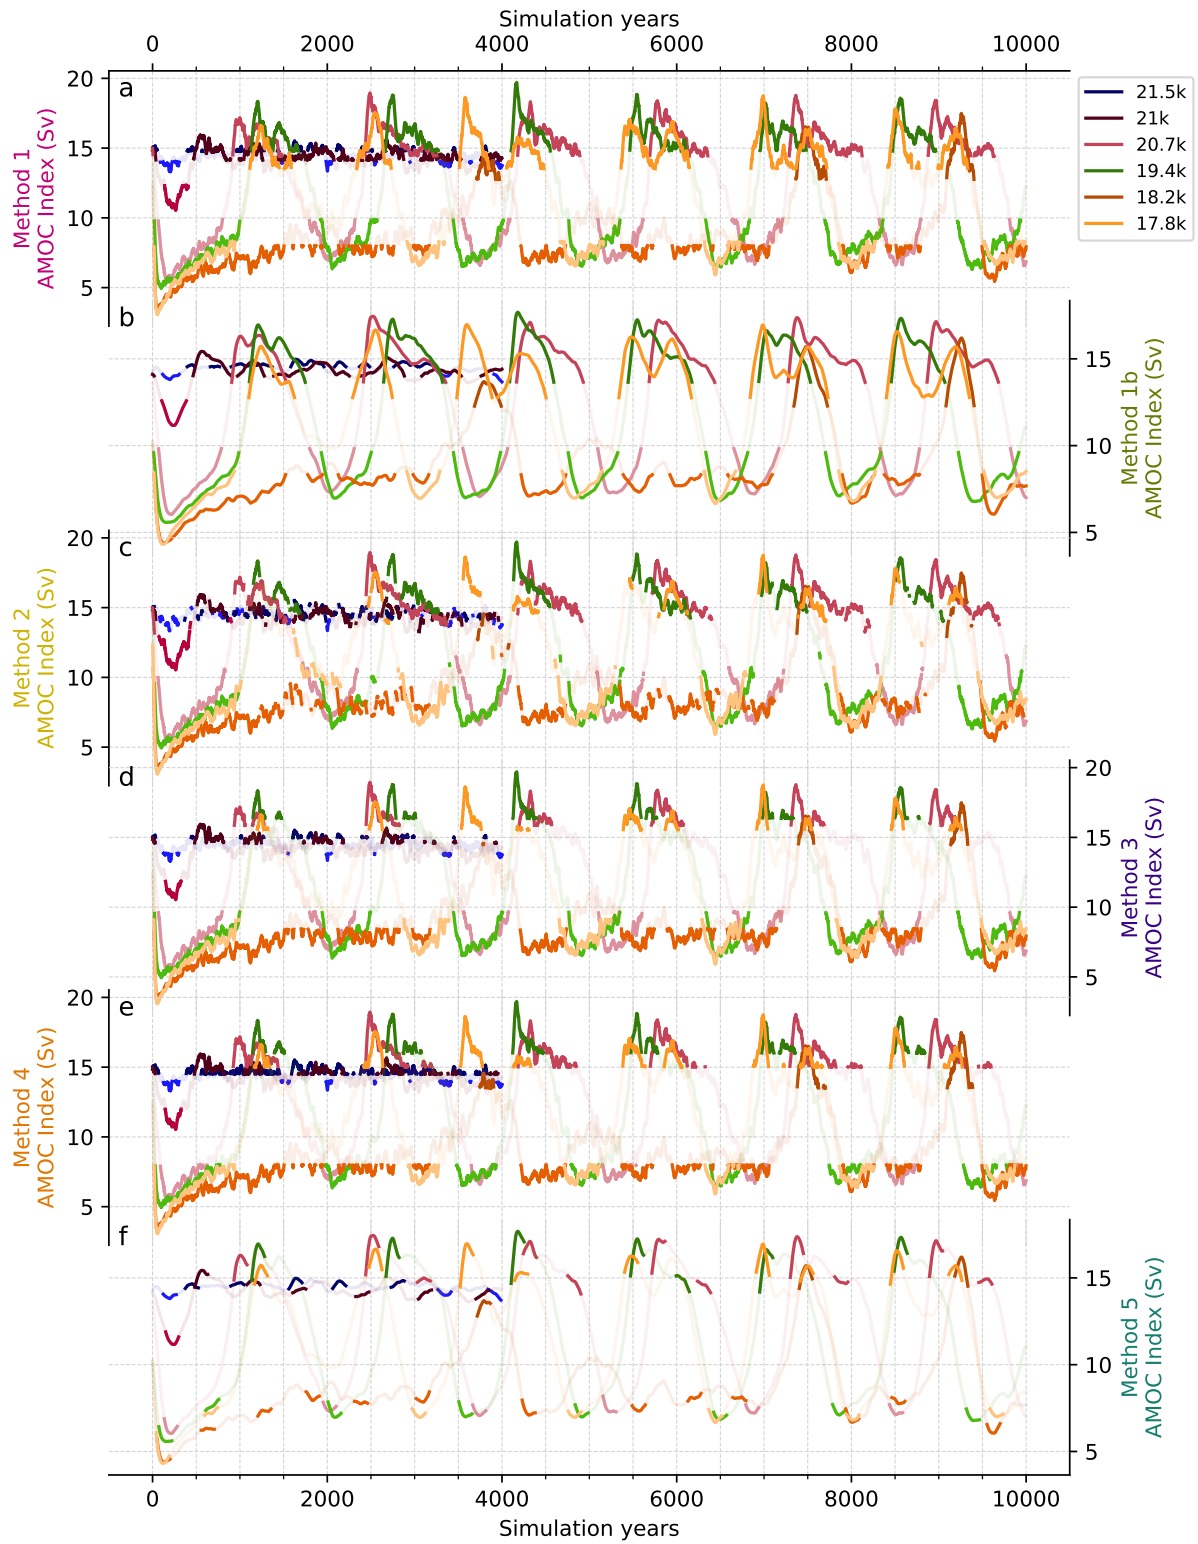 Simulation years
0 2000 4000 6000 8000 10000
a
20
15
10
5
Method 1
AMOC Index (Sv)
21.5k
21k
20.7k
19.4k
18.2k
17.8k
b
15
10
5
Method 1b
AMOC Index (Sv)
c
20
15
10
5
Method 2
AMOC Index (Sv)
d
20
15
10
5
Method 3
AMOC Index (Sv)
e
20
15
10
5
Method 4
AMOC Index (Sv)
f
15
10
5
Method 5
AMOC Index (Sv)
0 2000 4000 6000 8000 10000
Simulation years